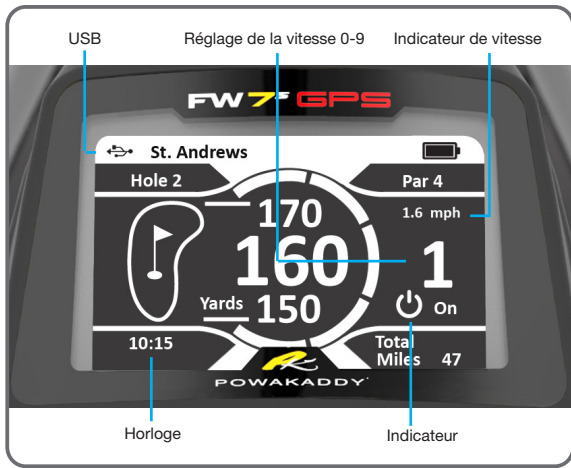 USB Réglage de la vitesse 0-9 Indicateur de vitesse
FW7s GPS
St. Andrews
Hole 2 Par 4
170 1.6 mph
160 1
Yards 150 On
10:15 Total
Miles 47
POWAKADDY
Horloge Indicateur